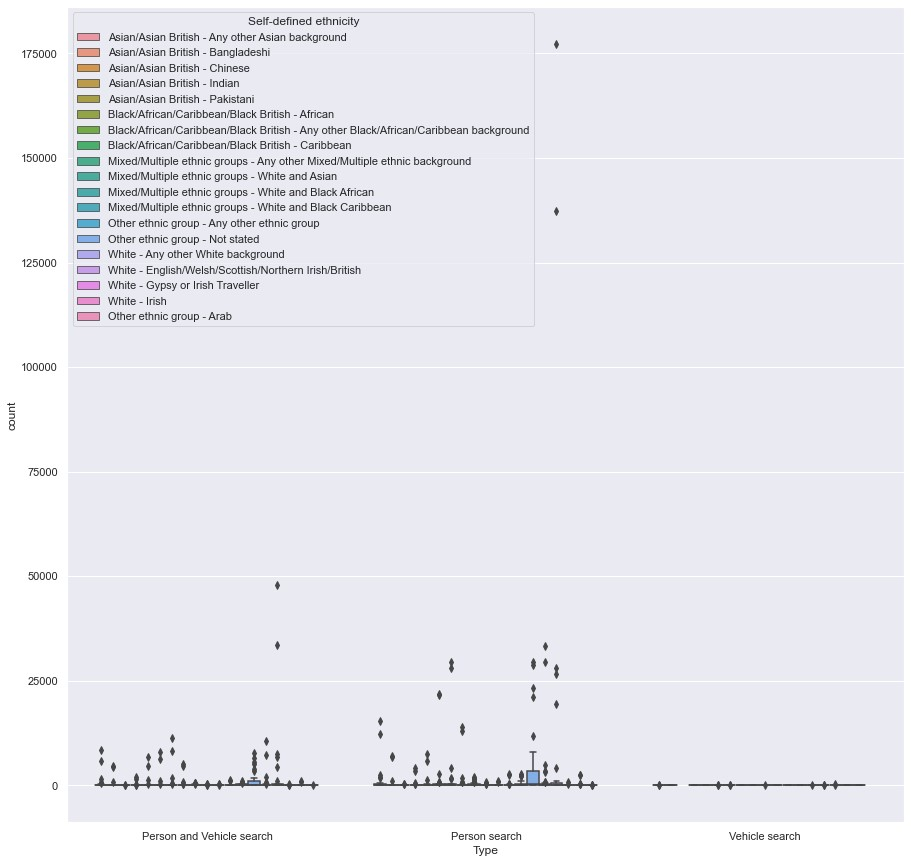 Self-defined ethnicity
Asian/Asian British - Any other Asian background
Asian/Asian British - Bangladeshi
Asian/Asian British - Chinese
Asian/Asian British - Indian
Asian/Asian British - Pakistani
Black/African/Caribbean/Black British - African
Black/African/Caribbean/Black British - Any other Black/African/Caribbean background
Black/African/Caribbean/Black British - Caribbean
Mixed/Multiple ethnic groups - Any other Mixed/Multiple ethnic background
Mixed/Multiple ethnic groups - White and Asian
Mixed/Multiple ethnic groups - White and Black African
Mixed/Multiple ethnic groups - White and Black Caribbean
Other ethnic group - Any other ethnic group
Other ethnic group - Not stated
White - Any other White background
White - English/Welsh/Scottish/Northern Irish/British
White - Gypsy or Irish Traveller
White - Irish
Other ethnic group - Arab
175000
150000
125000
100000
75000
50000
25000
0
count
Person and Vehicle search
Person search
Vehicle search
Type